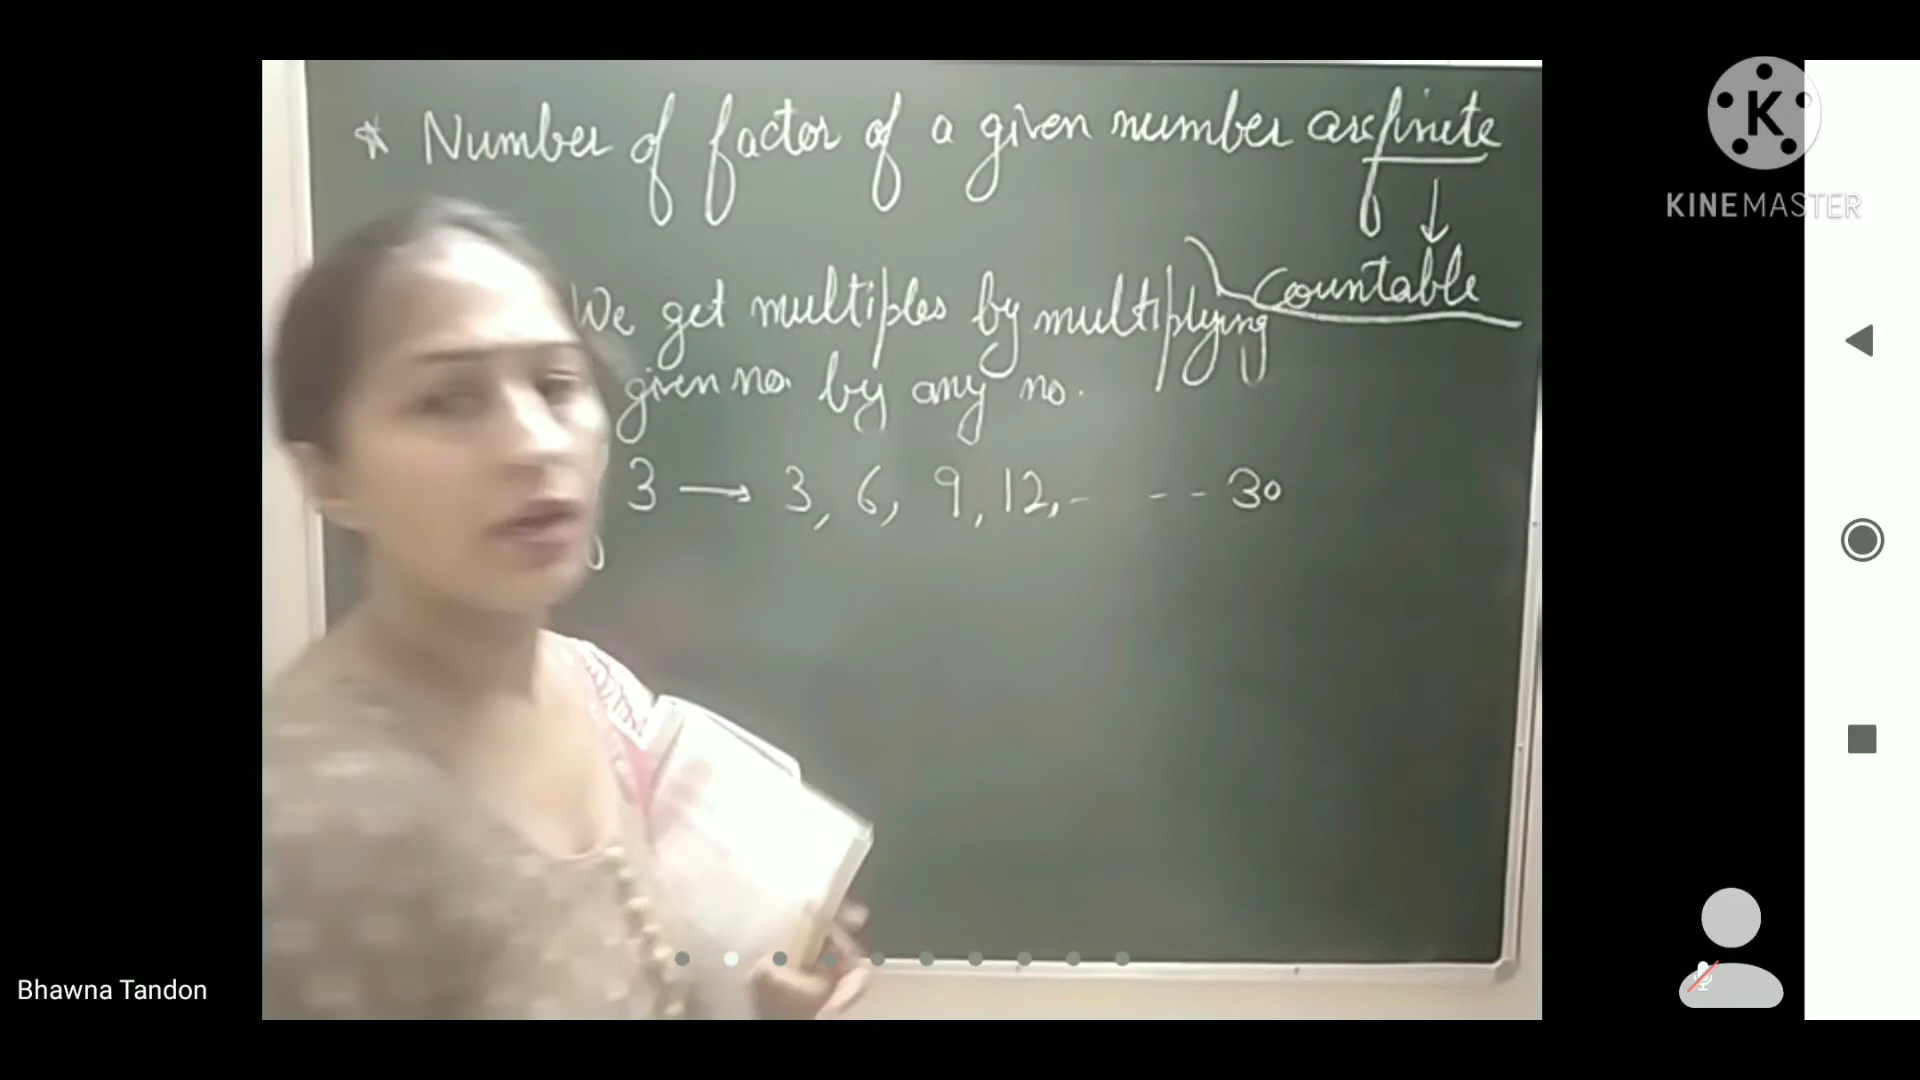 * Number of factor of a given number are finite
↓
Countable
We get multiples by multiplying
given no. by any no.
3 → 3, 6, 9, 12, - - - 30
KINEMASTER
Bhawna Tandon